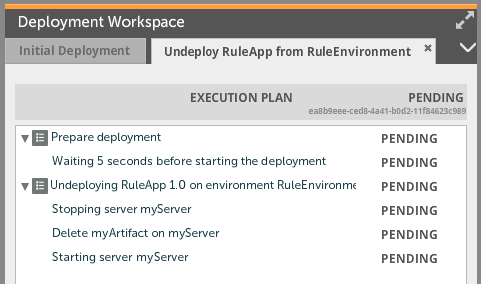 Deployment Workspace
Initial Deployment
Undeploy RuleApp from RuleEnvironment
EXECUTION PLAN PENDING
ea8b9eee-ced8-4a41-b0d2-11f84623c989
Prepare deployment PENDING
Waiting 5 seconds before starting the deployment PENDING
Undeploying RuleApp 1.0 on environment RuleEnvironme PENDING
Stopping server myServer PENDING
Delete myArtifact on myServer PENDING
Starting server myServer PENDING